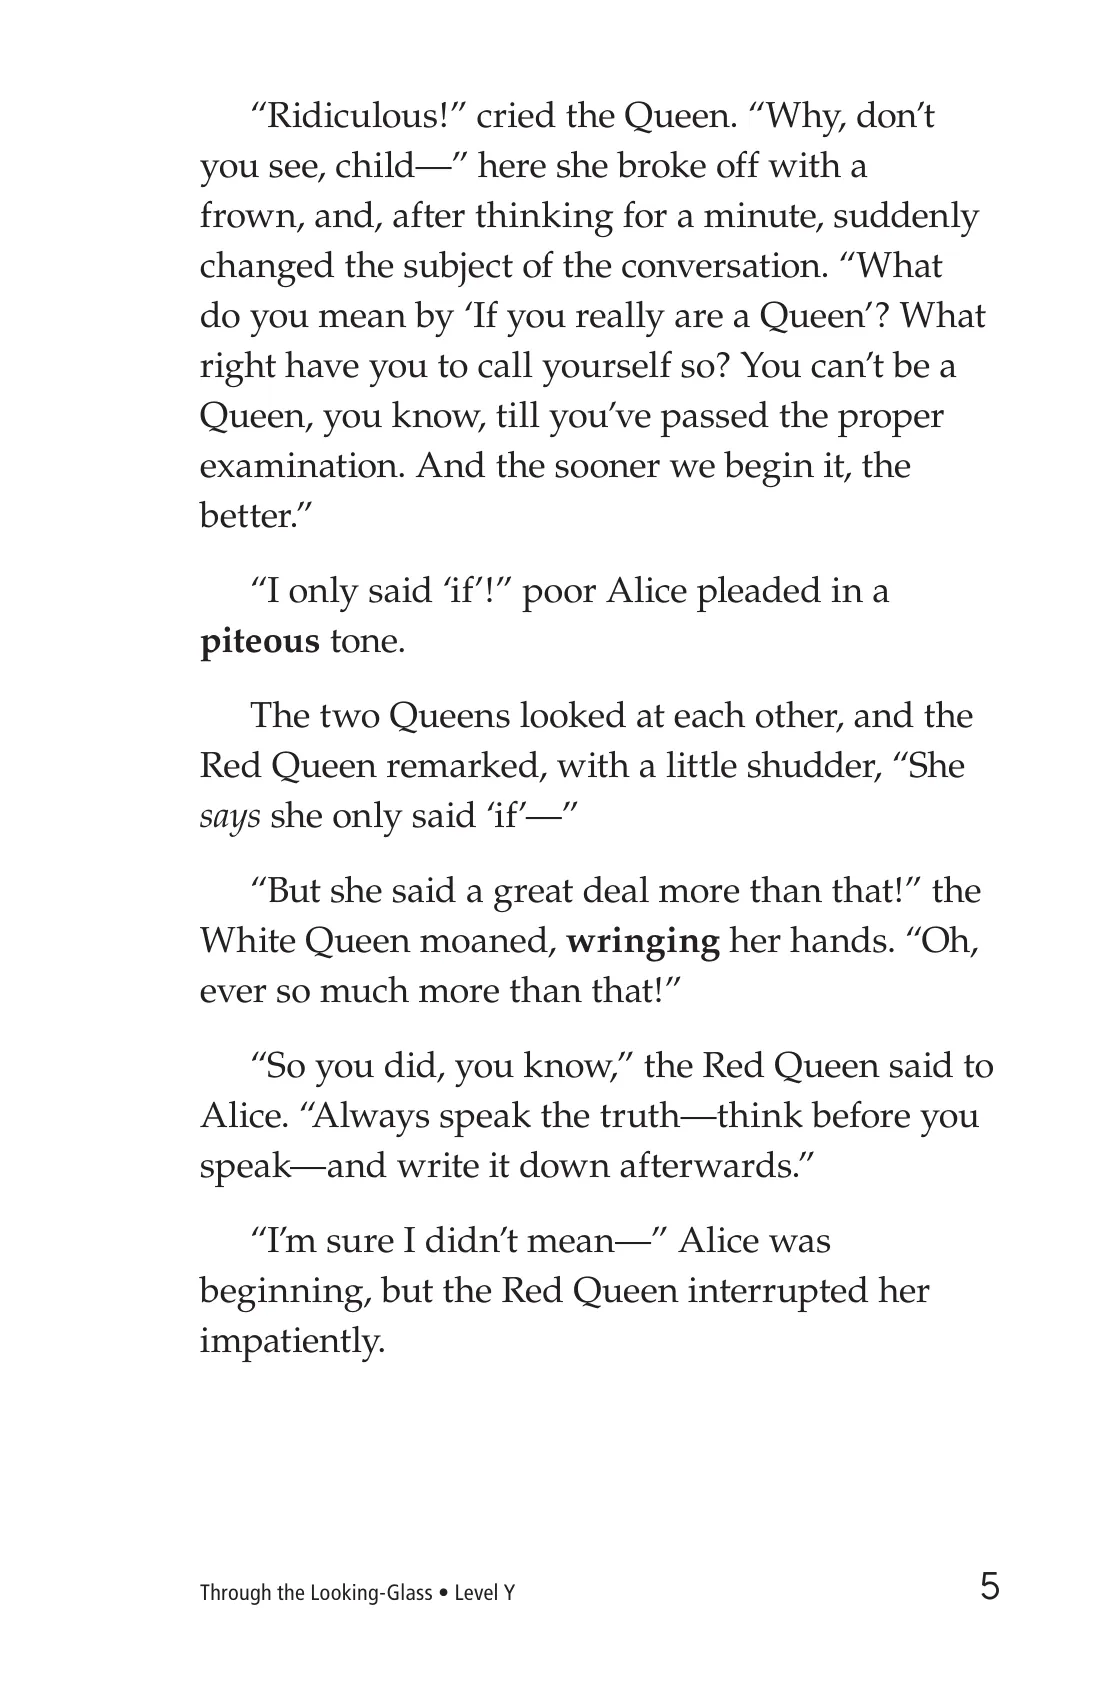 “Ridiculous!” cried the Queen. “Why, don’t
you see, child—” here she broke off with a
frown, and, after thinking for a minute, suddenly
changed the subject of the conversation. “What
do you mean by ‘If you really are a Queen’? What
right have you to call yourself so? You can’t be a
Queen, you know, till you’ve passed the proper
examination. And the sooner we begin it, the
better.”
“I only said ‘if’!” poor Alice pleaded in a
piteous tone.
The two Queens looked at each other, and the
Red Queen remarked, with a little shudder, “She
says she only said ‘if’—”
“But she said a great deal more than that!” the
White Queen moaned, wringing her hands. “Oh,
ever so much more than that!”
“So you did, you know,” the Red Queen said to
Alice. “Always speak the truth—think before you
speak—and write it down afterwards.”
“I’m sure I didn’t mean—” Alice was
beginning, but the Red Queen interrupted her
impatiently.
Through the Looking-Glass • Level Y
5